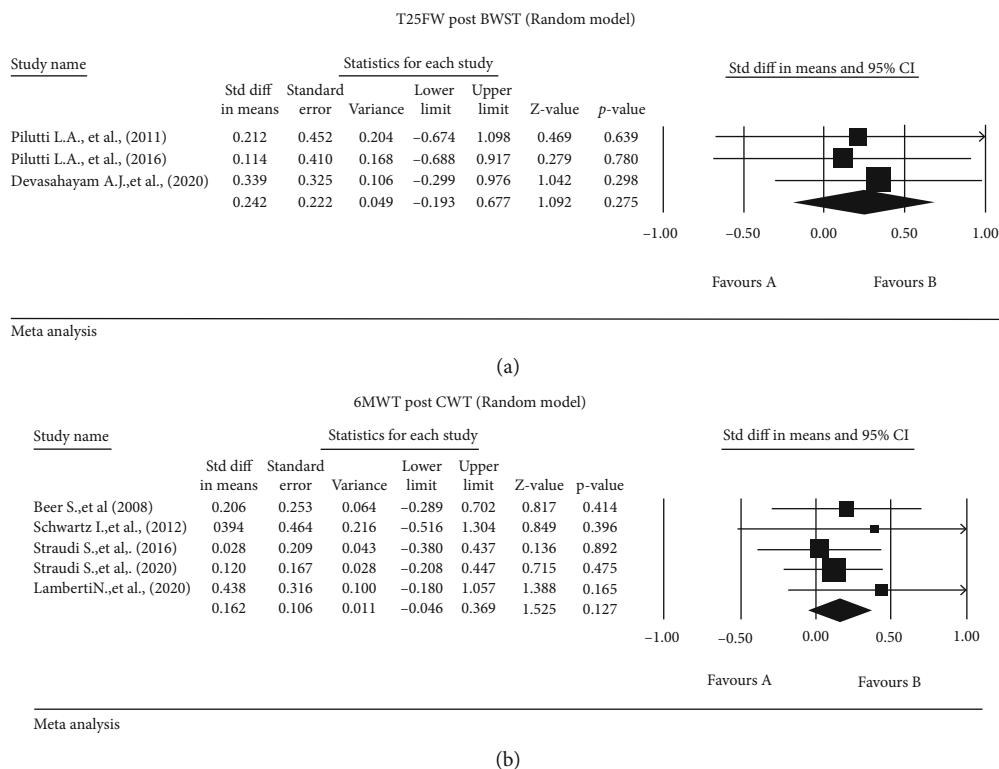 T25FW post BWST (Random model)
Study name Statistics for each study Std diff in means and 95% CI
Std diff Standard Lower Upper
in means error Variance limit limit Z-value p-value
Pilutti L.A., et al., (2011) 0.212 0.452 0.204 –0.674 1.098 0.469 0.639
Pilutti L.A., et al., (2016) 0.114 0.410 0.168 –0.688 0.917 0.279 0.780
Devasahayam A.J.,et al., (2020) 0.339 0.325 0.106 –0.299 0.976 1.042 0.298
0.242 0.222 0.049 –0.193 0.677 1.092 0.275
–1.00 –0.50 0.00 0.50 1.00
Favours A Favours B
Meta analysis
(a)
6MWT post CWT (Random model)
Study name Statistics for each study Std diff in means and 95% CI
Std diff Standard Lower Upper
in means error Variance limit limit Z-value p-value
Beer S.,et al (2008) 0.206 0.253 0.064 –0.289 0.702 0.817 0.414
Schwartz I.,et al., (2012) 0394 0.464 0.216 –0.516 1.304 0.849 0.396
Straudi S.,et al,. (2016) 0.028 0.209 0.043 –0.380 0.437 0.136 0.892
Straudi S.,et al,. (2020) 0.120 0.167 0.028 –0.208 0.447 0.715 0.475
LambertiN.,et al., (2020) 0.438 0.316 0.100 –0.180 1.057 1.388 0.165
0.162 0.106 0.011 –0.046 0.369 1.525 0.127
–1.00 –0.50 0.00 0.50 1.00
Favours A Favours B
Meta analysis
(b)